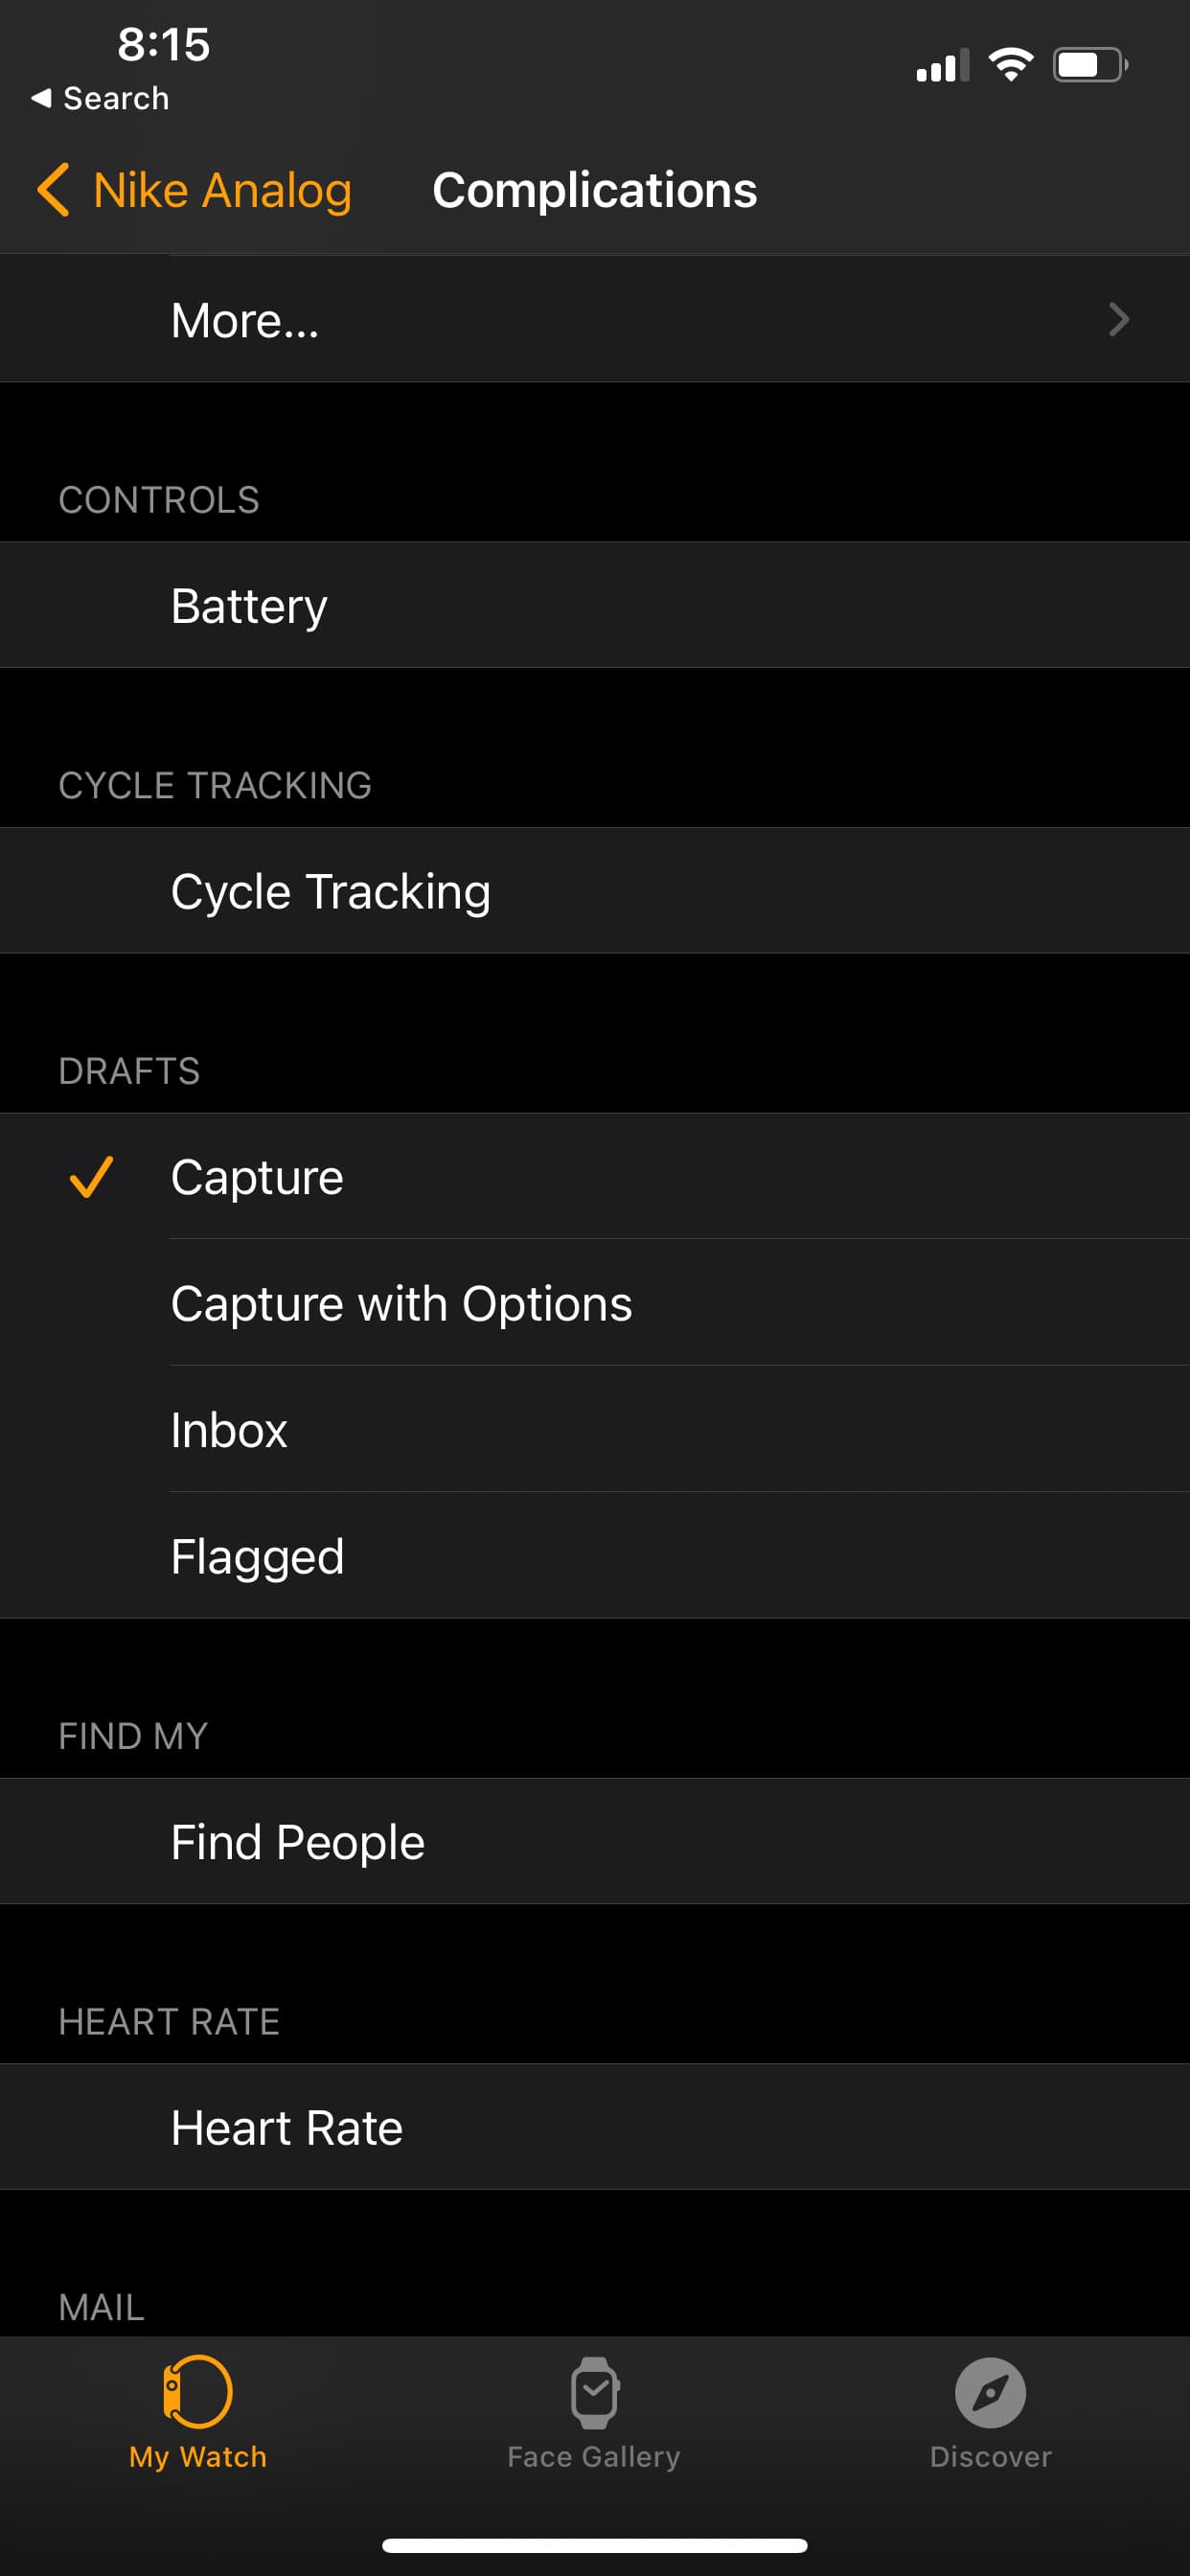 8:15
◀ Search
Nike Analog
Complications
More...
CONTROLS
Battery
CYCLE TRACKING
Cycle Tracking
DRAFTS
Capture
Capture with Options
Inbox
Flagged
FIND MY
Find People
HEART RATE
Heart Rate
MAIL
My Watch
Face Gallery
Discover